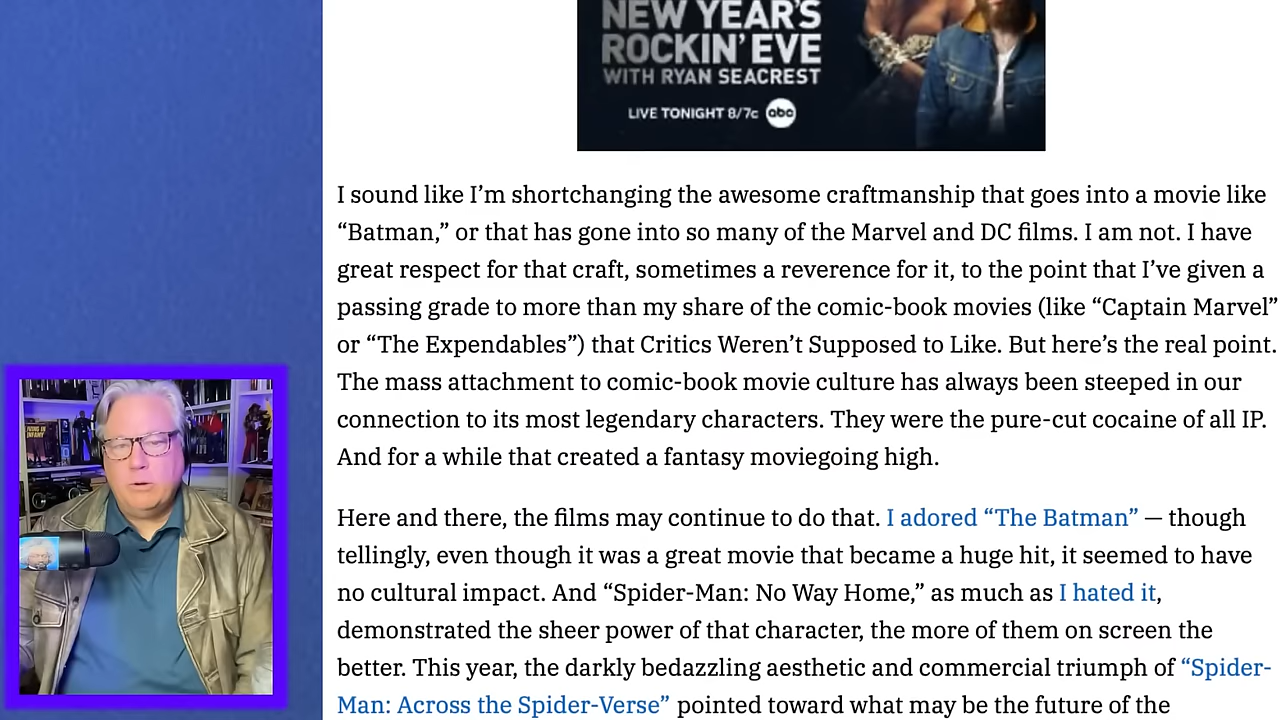 NEW YEAR'S
ROCKIN' EVE
WITH RYAN SEACREST
LIVE TONIGHT 8/7c abc
I sound like I’m shortchanging the awesome craftmanship that goes into a movie like
“Batman,” or that has gone into so many of the Marvel and DC films. I am not. I have
great respect for that craft, sometimes a reverence for it, to the point that I’ve given a
passing grade to more than my share of the comic-book movies (like “Captain Marvel”
or “The Expendables”) that Critics Weren’t Supposed to Like. But here’s the real point.
The mass attachment to comic-book movie culture has always been steeped in our
connection to its most legendary characters. They were the pure-cut cocaine of all IP.
And for a while that created a fantasy moviegoing high.
Here and there, the films may continue to do that. I adored “The Batman” — though
tellingly, even though it was a great movie that became a huge hit, it seemed to have
no cultural impact. And “Spider-Man: No Way Home,” as much as I hated it,
demonstrated the sheer power of that character, the more of them on screen the
better. This year, the darkly bedazzling aesthetic and commercial triumph of “Spider-
Man: Across the Spider-Verse” pointed toward what may be the future of the